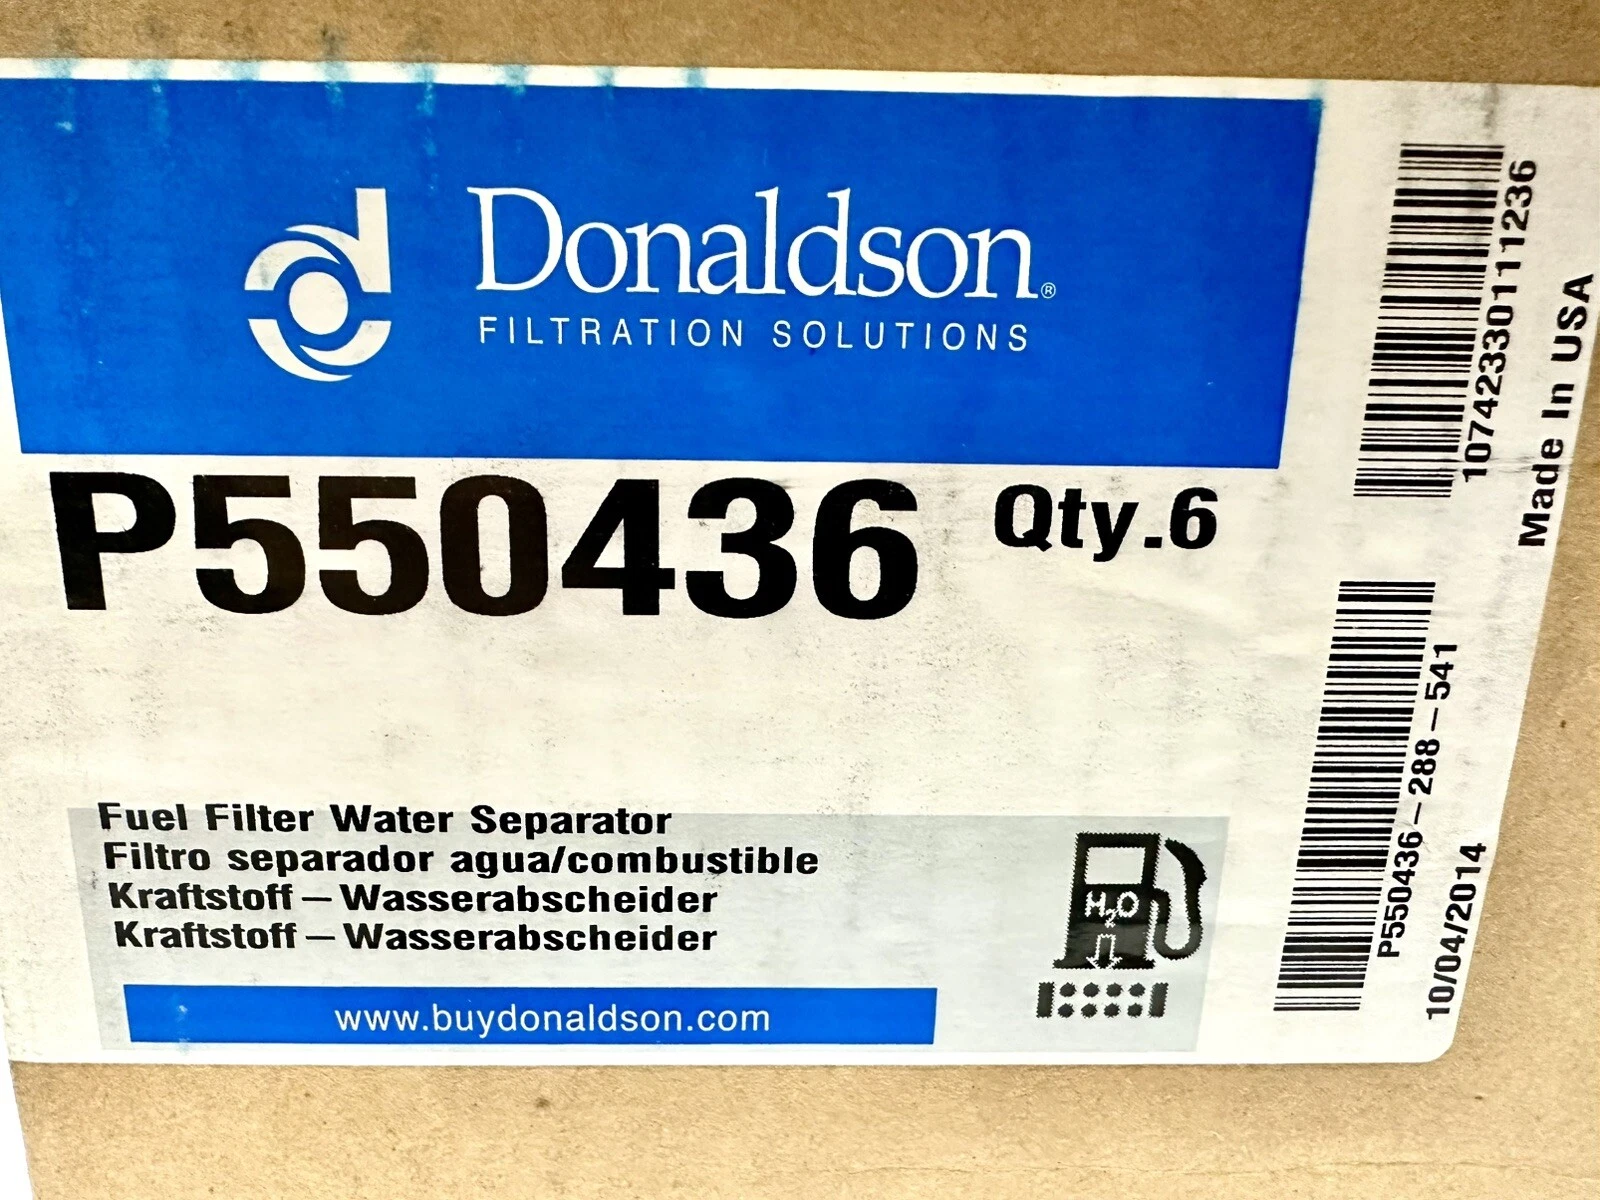 Donaldson®
FILTRATION SOLUTIONS
P550436 Qty.6
Fuel Filter Water Separator
Filtro separador agua/combustible
Kraftstoff-Wasserabscheider
Kraftstoff-Wasserabscheider
www.buydonaldson.com
H2O
10742330111236
Made In USA
P550436-288-541
10/04/2014